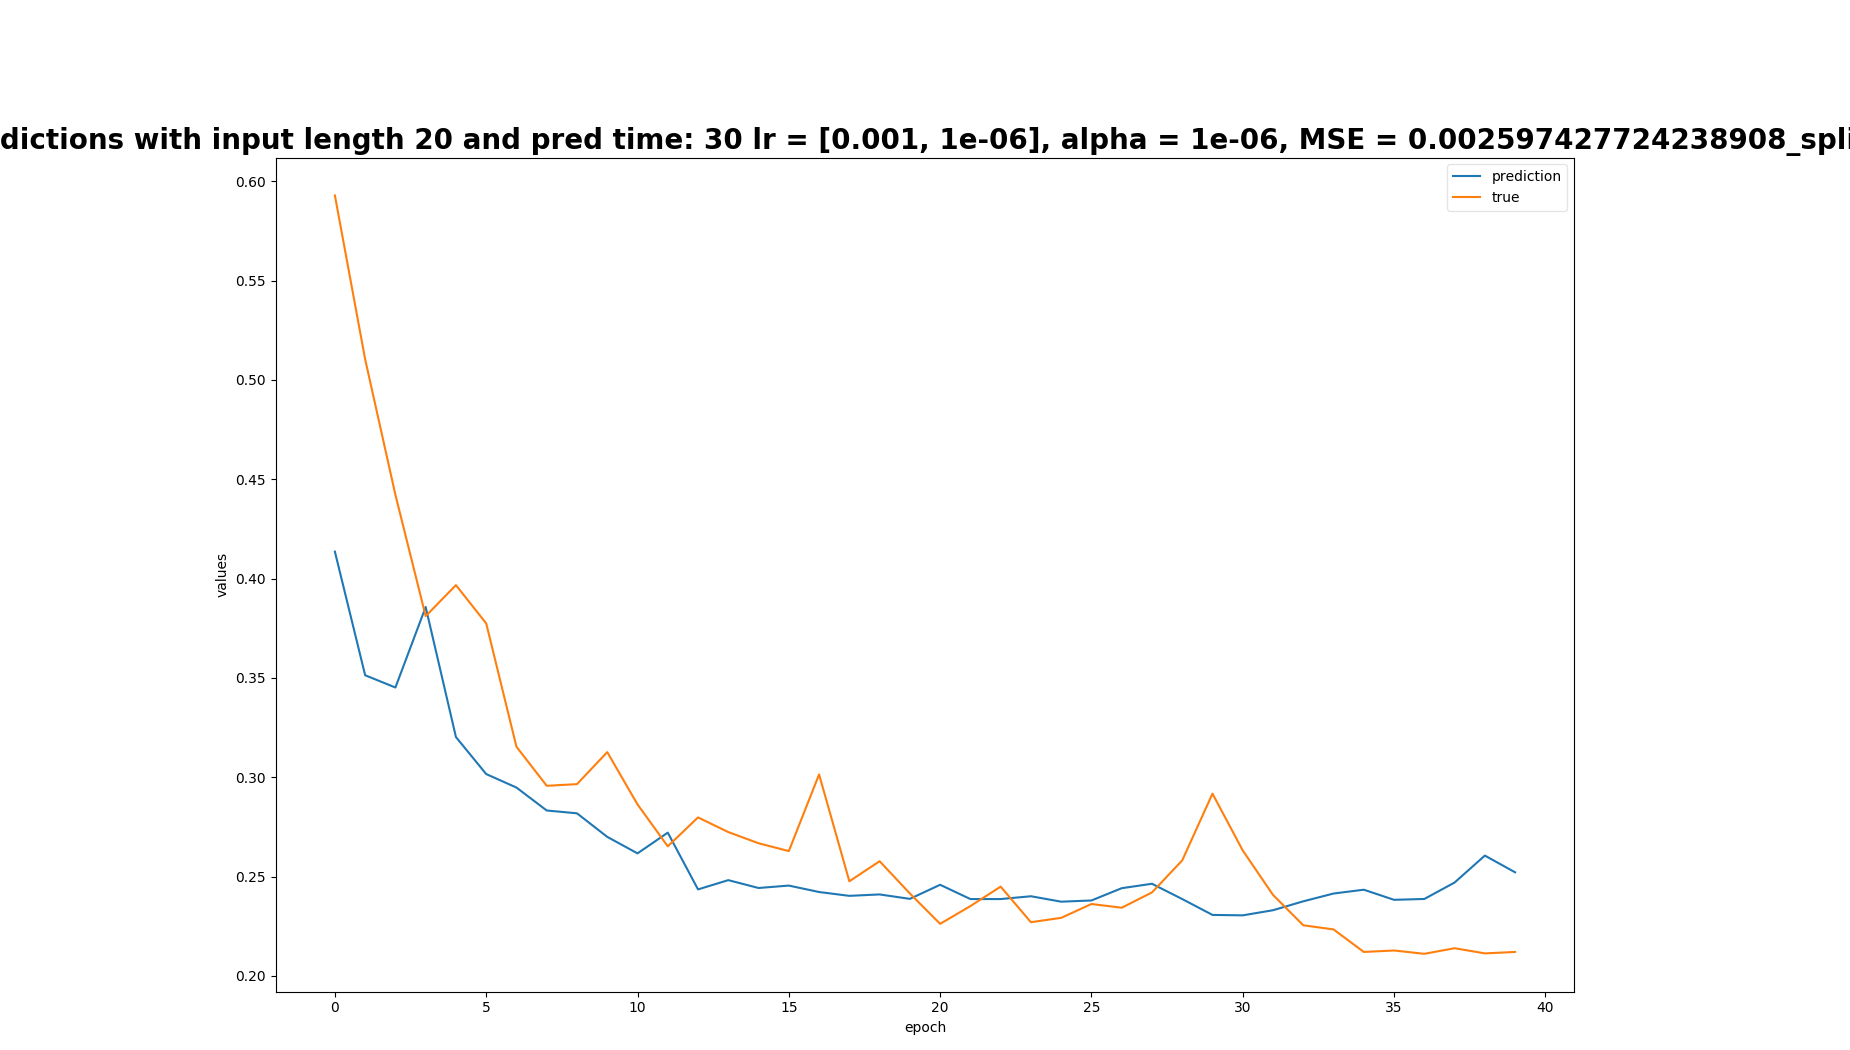 dictions with input length 20 and pred time: 30 lr = [0.001, 1e-06], alpha = 1e-06, MSE = 0.002597427724238908_spli
prediction
true
0.60
0.55
0.50
0.45
0.40
0.35
0.30
0.25
0.20
values
0 5 10 15 20 25 30 35 40
epoch